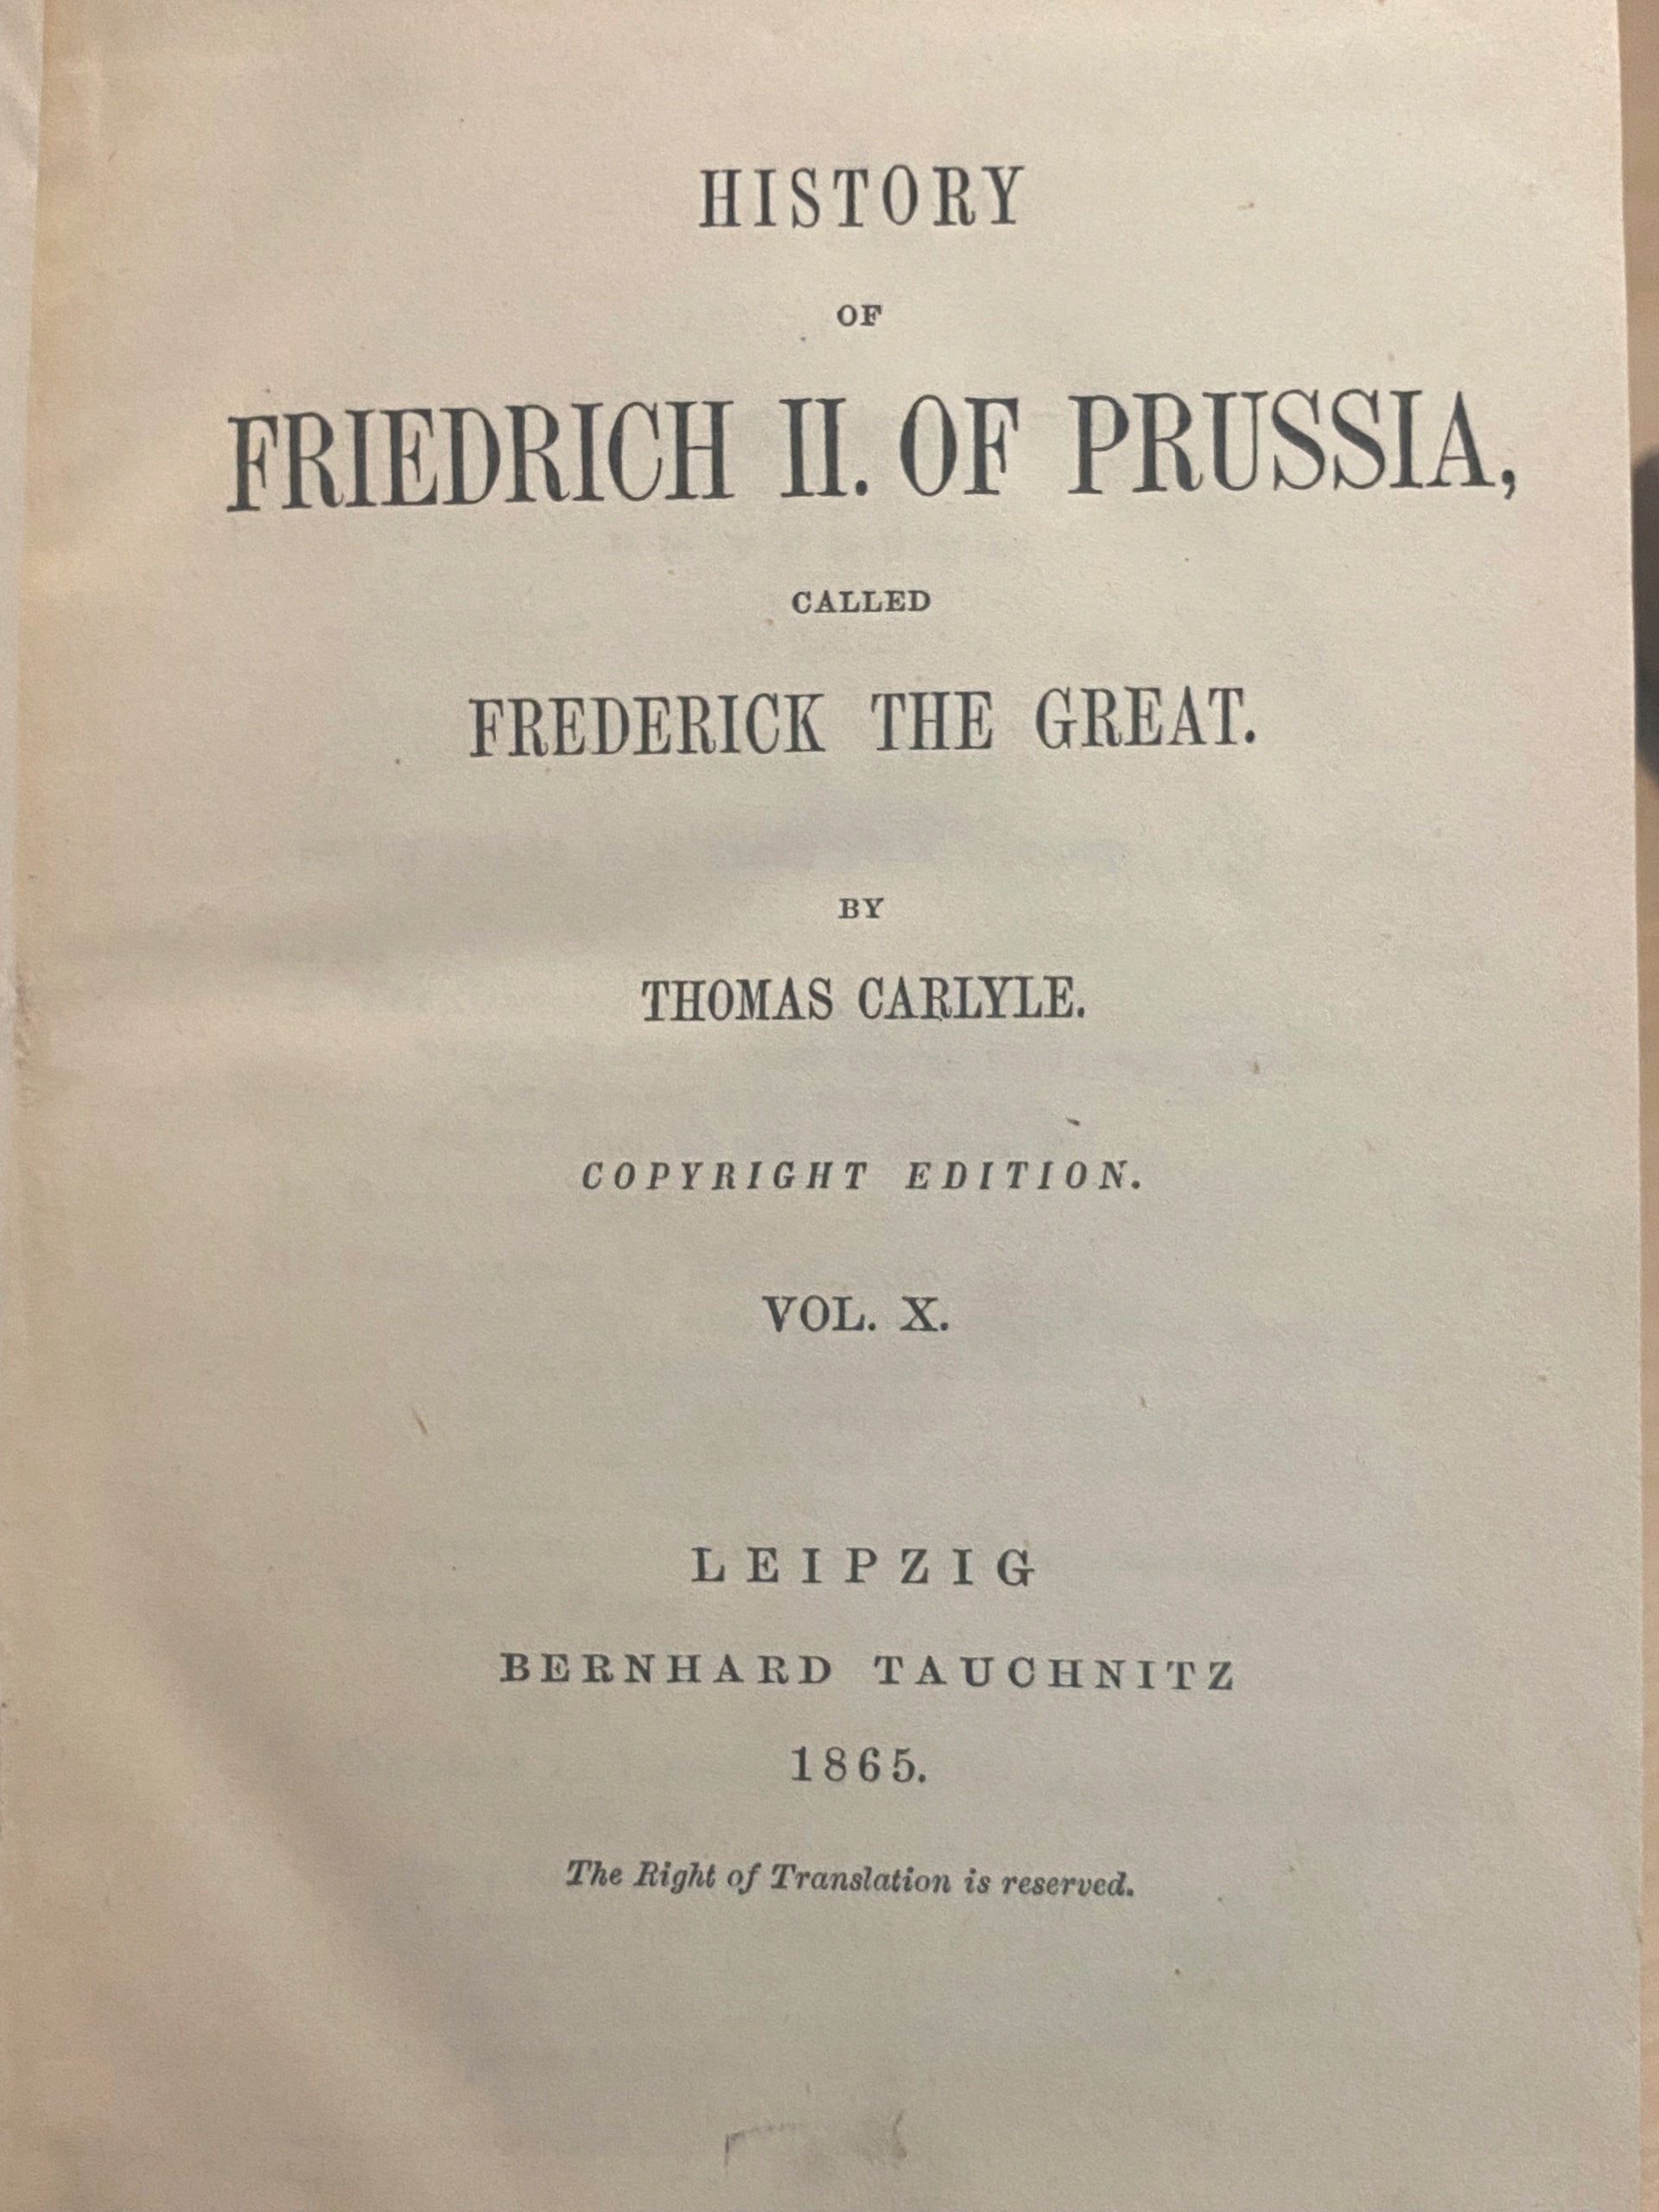 HISTORY
OF
FRIEDRICH II. OF PRUSSIA,
CALLED
FREDERICK THE GREAT.
BY
THOMAS CARLYLE.
COPYRIGHT EDITION.
VOL. X.
LEIPZIG
BERNHARD TAUCHNITZ
1865.
The Right of Translation is reserved.